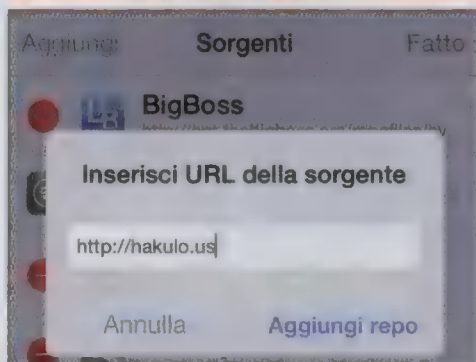 Aggiungi Sorgenti Fatto
BigBoss
Inserisci URL della sorgente
http://hakulo.us
Annulla Aggiungi repo